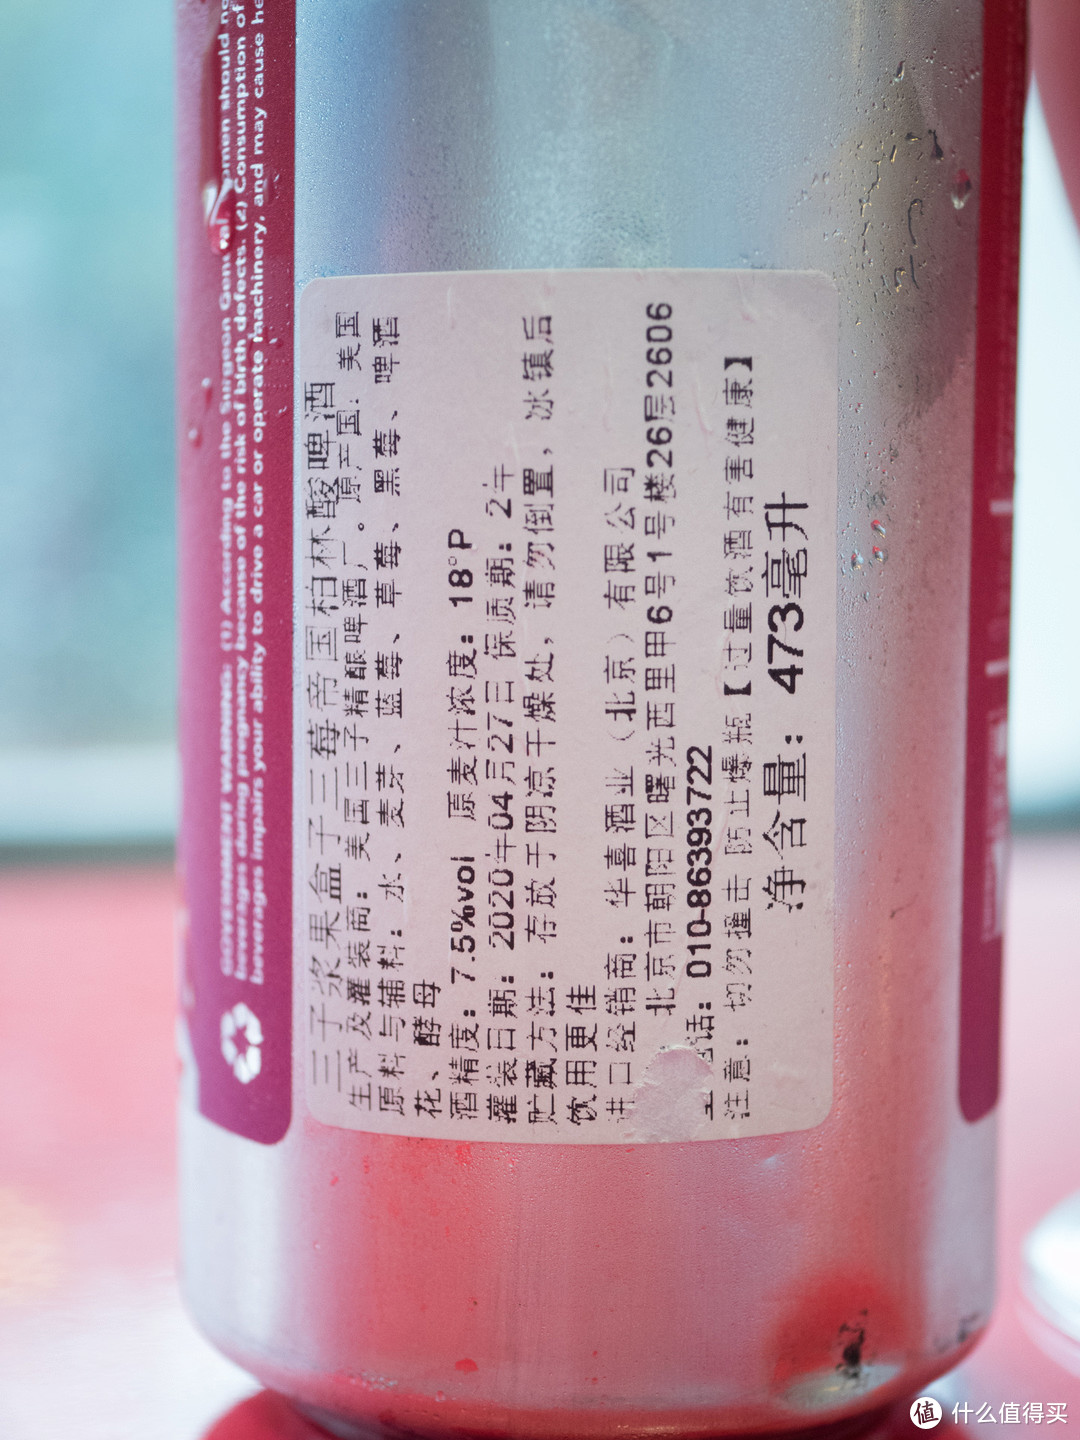 GOVERNMENT WARNING: (1) According to the Surgeon General, women should
beverages during pregnancy because of the risk of birth defects. (2) Consumption of
beverages impairs your ability to drive a car or operate machinery, and may cause
三子浆果盒子三莓帝国柏林酸啤酒
生产及灌装商：美国三子精酿啤酒厂。原产国：美国
原料与辅料：水、麦芽、蓝莓、草莓、黑莓、啤酒
花、酵母
酒精度：7.5%vol 原麦汁浓度：18°P
灌装日期：2020年04月27日 保质期：2年
贮藏方法：存放于阴凉干燥处，请勿倒置，冰镇后
饮用更佳
进口经销商：华喜酒业（北京）有限公司
北京市朝阳区曙光西里甲6号1号楼26层2606
话：010-86393722
注意：切勿撞击 防止爆瓶【过量饮酒有害健康】
净含量：473毫升
值 什么值得买